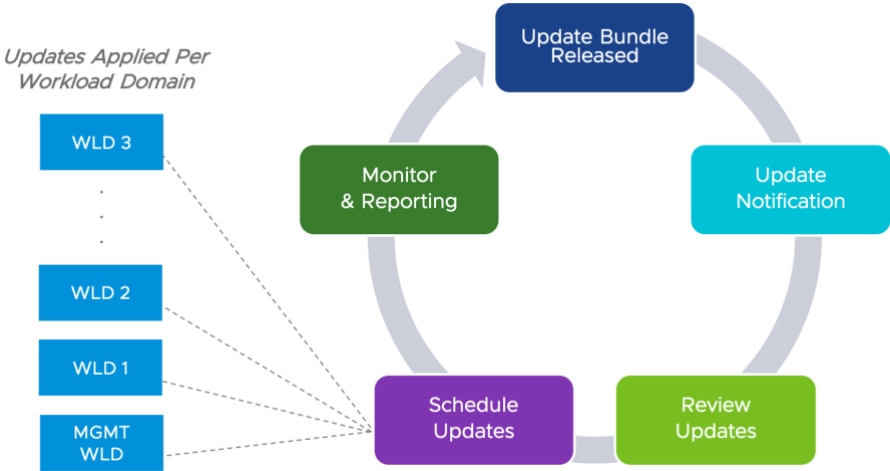 Updates Applied Per
Workload Domain
WLD 3
WLD 2
WLD 1
MGMT
WLD
Update Bundle
Released
Update
Notification
Review
Updates
Schedule
Updates
Monitor
& Reporting